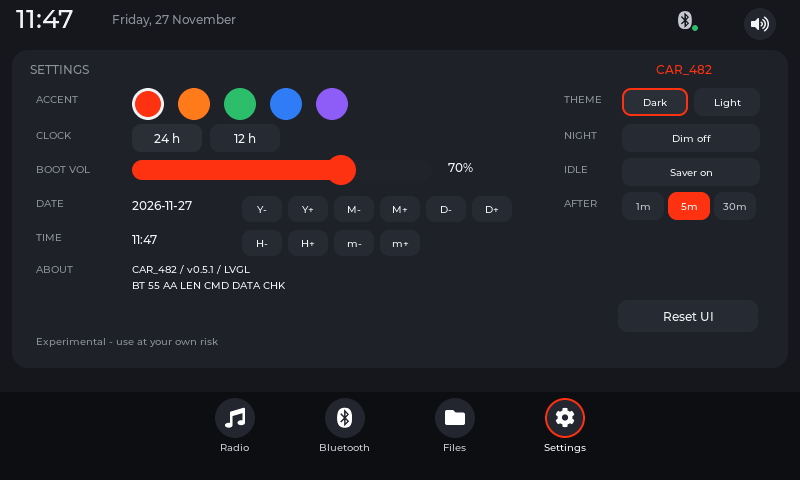 11:47
Friday, 27 November
SETTINGS
CAR_482
ACCENT
THEME
Dark
Light
CLOCK
24 h
12 h
NIGHT
Dim off
BOOT VOL
70%
IDLE
Saver on
DATE
2026-11-27
Y-
Y+
M-
M+
D-
D+
AFTER
1m
5m
30m
TIME
11:47
H-
H+
m-
m+
ABOUT
CAR_482 / v0.5.1 / LVGL
BT 55 AA LEN CMD DATA CHK
Reset UI
Experimental - use at your own risk
Radio
Bluetooth
Files
Settings